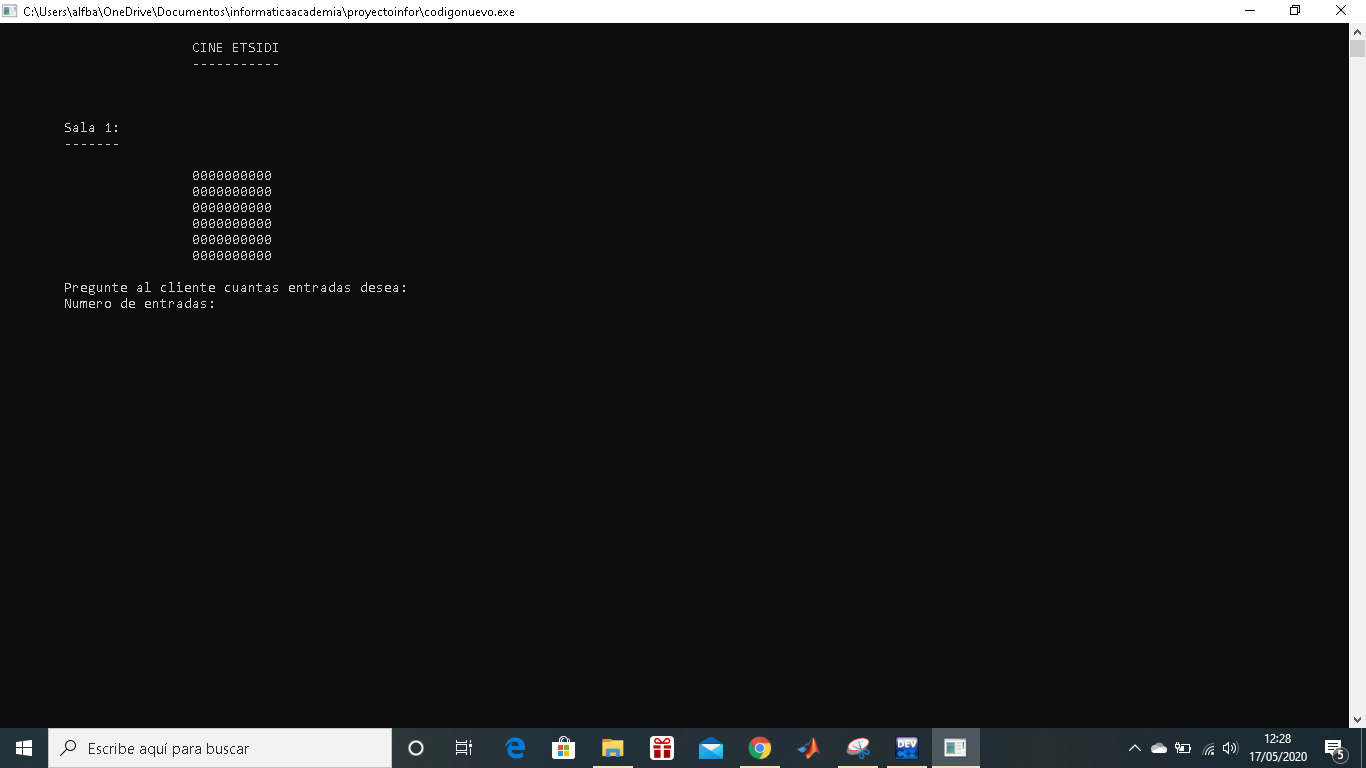 C:\Users\alfba\OneDrive\Documentos\informaticaacademia\proyectoinfor\codigonuevo.exe
CINE ETSIDI
-----------
Sala 1:
-------
0000000000
0000000000
0000000000
0000000000
0000000000
0000000000
Pregunte al cliente cuantas entradas desea:
Numero de entradas:
Escribe aquí para buscar
DEV
C++
12:28
17/05/2020
5